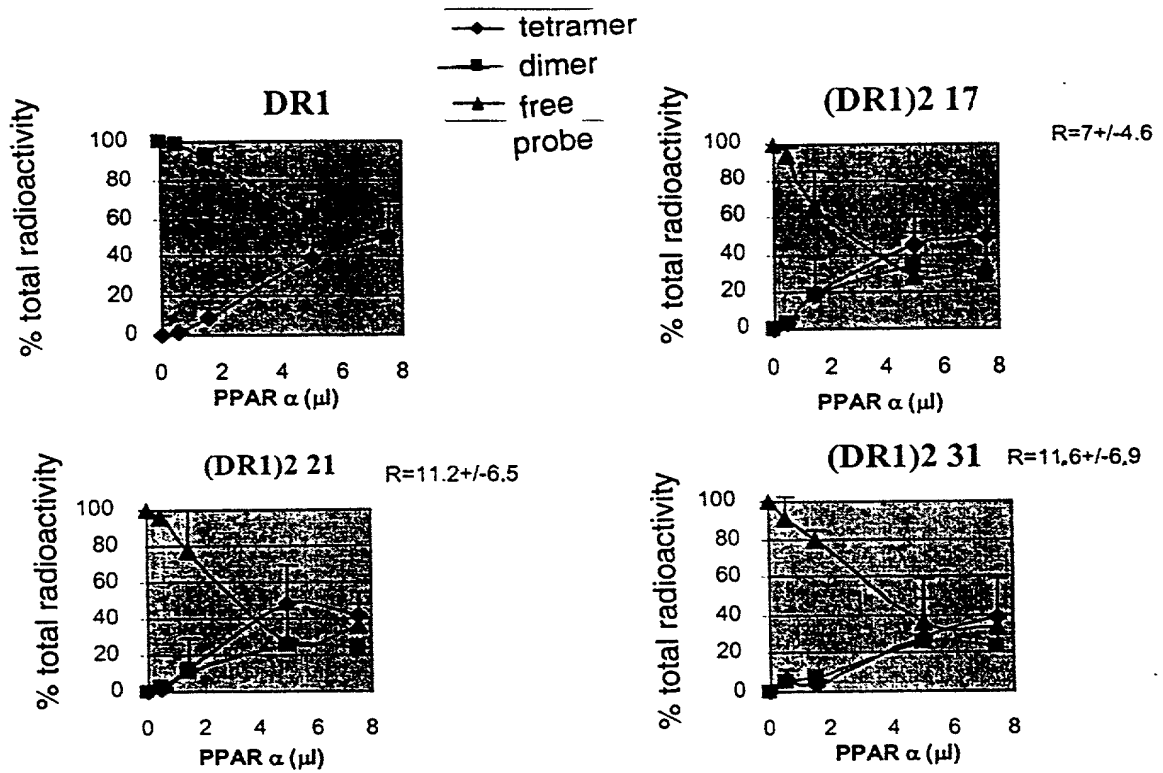 tetramer
dimer
free
probe
DR1
% total radioactivity
100
80
60
40
20
0
0 2 4 6 8
PPAR α (µl)
(DR1)2 17
R=7+/-4.6
% total radioactivity
100
80
60
40
20
0
0 2 4 6 8
PPAR α (µl)
(DR1)2 21
R=11.2+/-6.5
% total radioactivity
100
80
60
40
20
0
0 2 4 6 8
PPAR α (µl)
(DR1)2 31
R=11.6+/-6.9
% total radioactivity
100
80
60
40
20
0
0 2 4 6 8
PPAR α (µl)